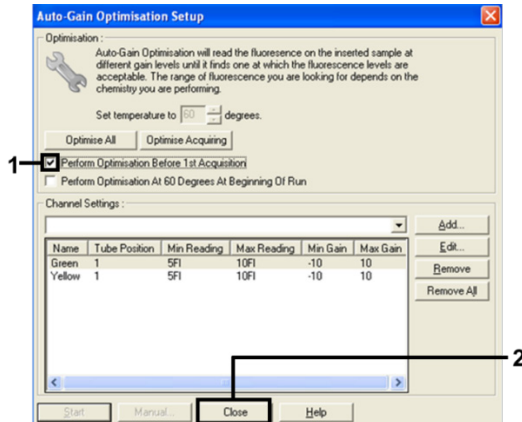 Auto-Gain Optimisation Setup
Optimisation :
Auto-Gain Optimisation will read the fluoresence on the inserted sample at
different gain levels until it finds one at which the fluorescence levels are
acceptable. The range of fluorescence you are looking for depends on the
chemistry you are performing.
Set temperature to 60 degrees.
Optimise All Optimise Acquiring
1 Perform Optimisation Before 1st Acquisition
Perform Optimisation At 60 Degrees At Beginning Of Run
Channel Settings :
Add...
Name Tube Position Min Reading Max Reading Min Gain Max Gain Edit...
Green 1 5Fl 10Fl -10 10
Yellow 1 5Fl 10Fl -10 10 Remove
Remove All
2
Start Manual... Close Help